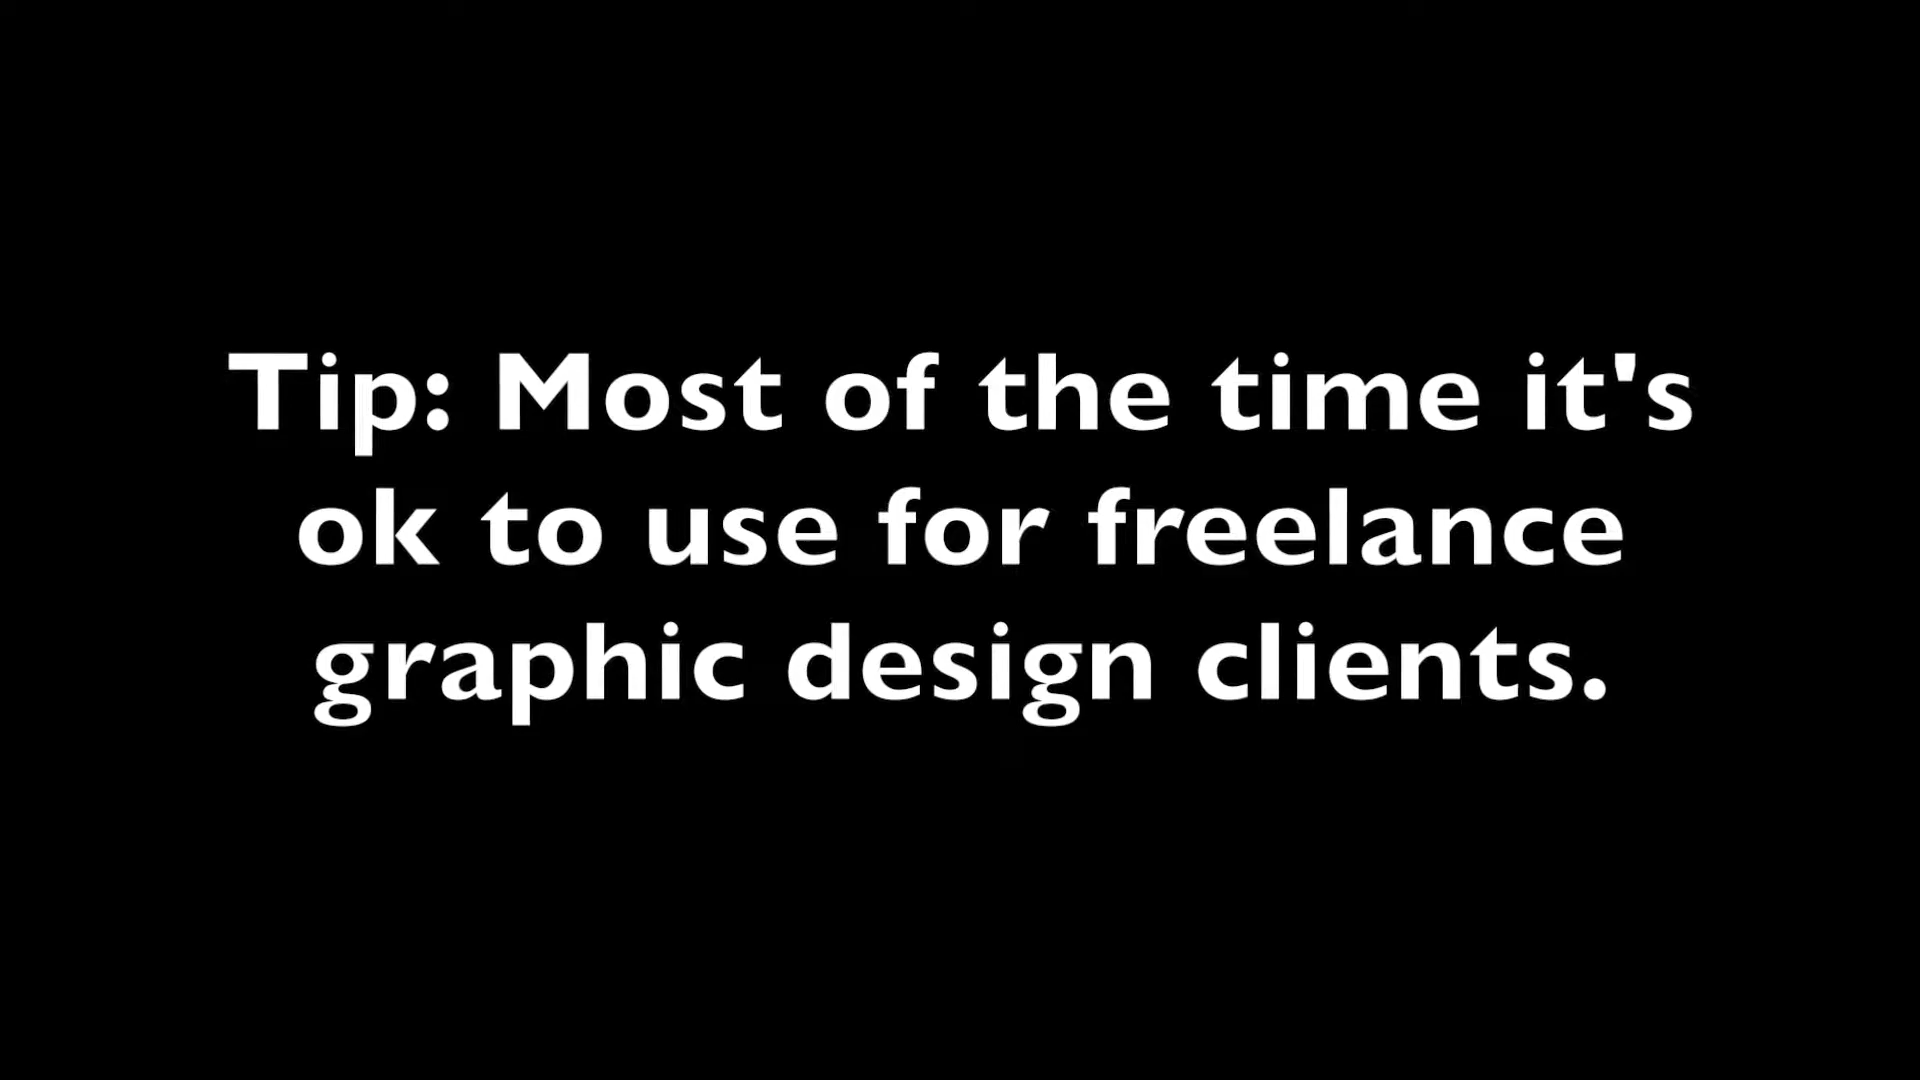 Tip: Most of the time it's
ok to use for freelance
graphic design clients.